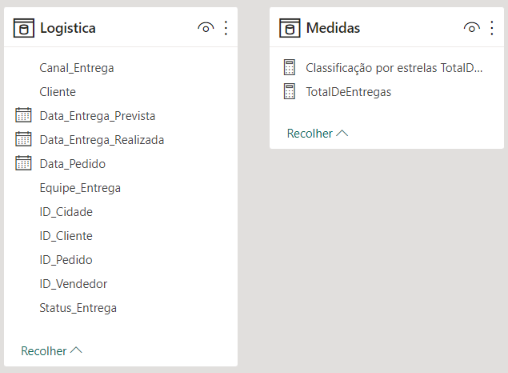 Logistica
Canal_Entrega
Cliente
Data_Entrega_Prevista
Data_Entrega_Realizada
Data_Pedido
Equipe_Entrega
ID_Cidade
ID_Cliente
ID_Pedido
ID_Vendedor
Status_Entrega
Recolher
Medidas
Classificação por estrelas TotalD...
TotalDeEntregas
Recolher